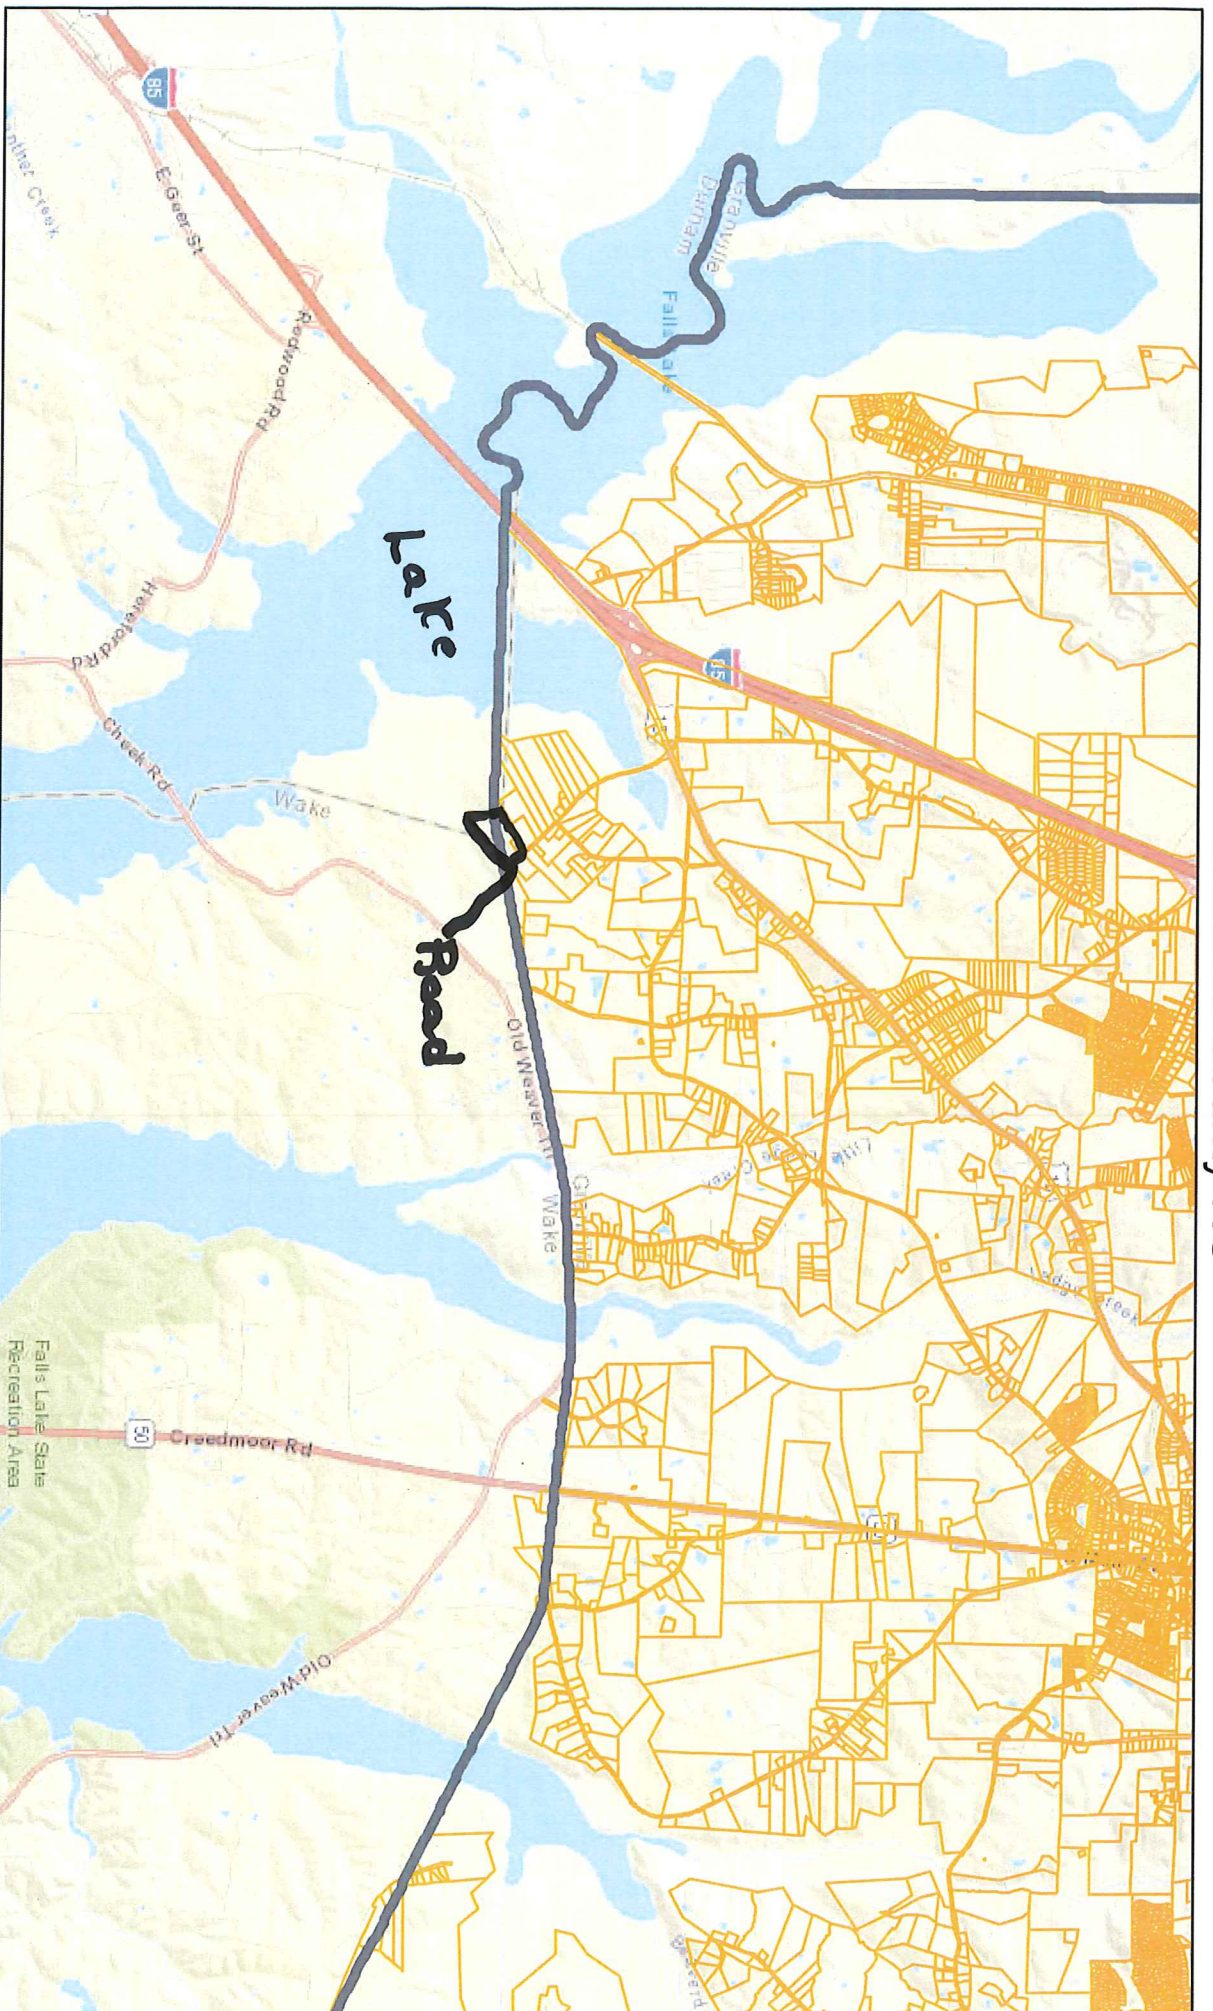 85
E Geer St
Redwood Rd
Granville
Durham
Falls Lake
Lake
Hereford Rd
Cheek Rd
Wake
85
Road
Old Weaver Trl
Wake
Creek
Creedmoor Rd
50
Old Weaver Trl
Falls Lake State
Recreation Area